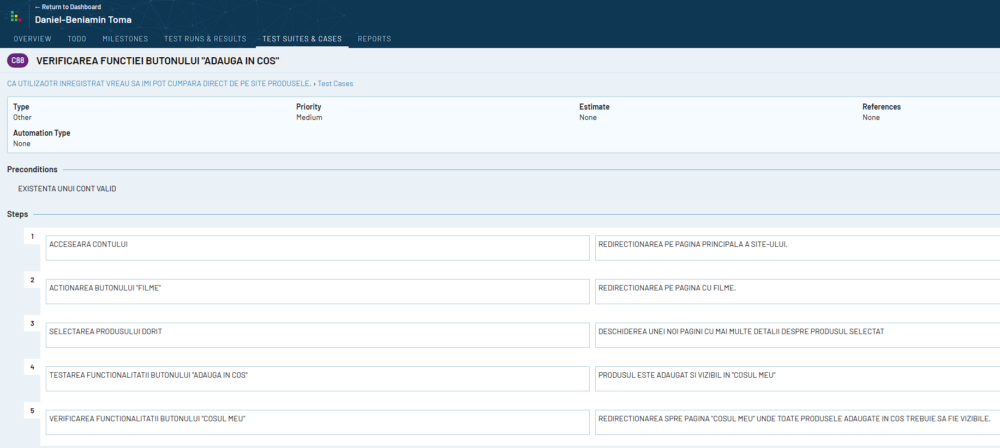 ← Return to Dashboard
Daniel-Beniamin Toma
OVERVIEW TODO MILESTONES TEST RUNS & RESULTS TEST SUITES & CASES REPORTS
C88 VERIFICAREA FUNCTIEI BUTONULUI "ADAUGA IN COS"
CA UTILIZAOTR INREGISTRAT VREAU SA IMI POT CUMPARA DIRECT DE PE SITE PRODUSELE. › Test Cases
Type Priority Estimate References
Other Medium None None
Automation Type
None
Preconditions
EXISTENTA UNUI CONT VALID
Steps
1 ACCESEARA CONTULUI REDIRECTIONAREA PE PAGINA PRINCIPALA A SITE-ULUI.
2 ACTIONAREA BUTONULUI "FILME" REDIRECTIONAREA PE PAGINA CU FILME.
3 SELECTAREA PRODUSULUI DORIT DESCHIDEREA UNEI NOI PAGINI CU MAI MULTE DETALII DESPRE PRODUSUL SELECTAT
4 TESTAREA FUNCTIONALITATII BUTONULUI "ADAUGA IN COS" PRODUSUL ESTE ADAUGAT SI VIZIBIL IN "COSUL MEU"
5 VERIFICAREA FUNCTIONALITATII BUTONULUI "COSUL MEU" REDIRECTIONAREA SPRE PAGINA "COSUL MEU" UNDE TOATE PRODUSELE ADAUGATE IN COS TREBUIE SA FIE VIZIBILE.